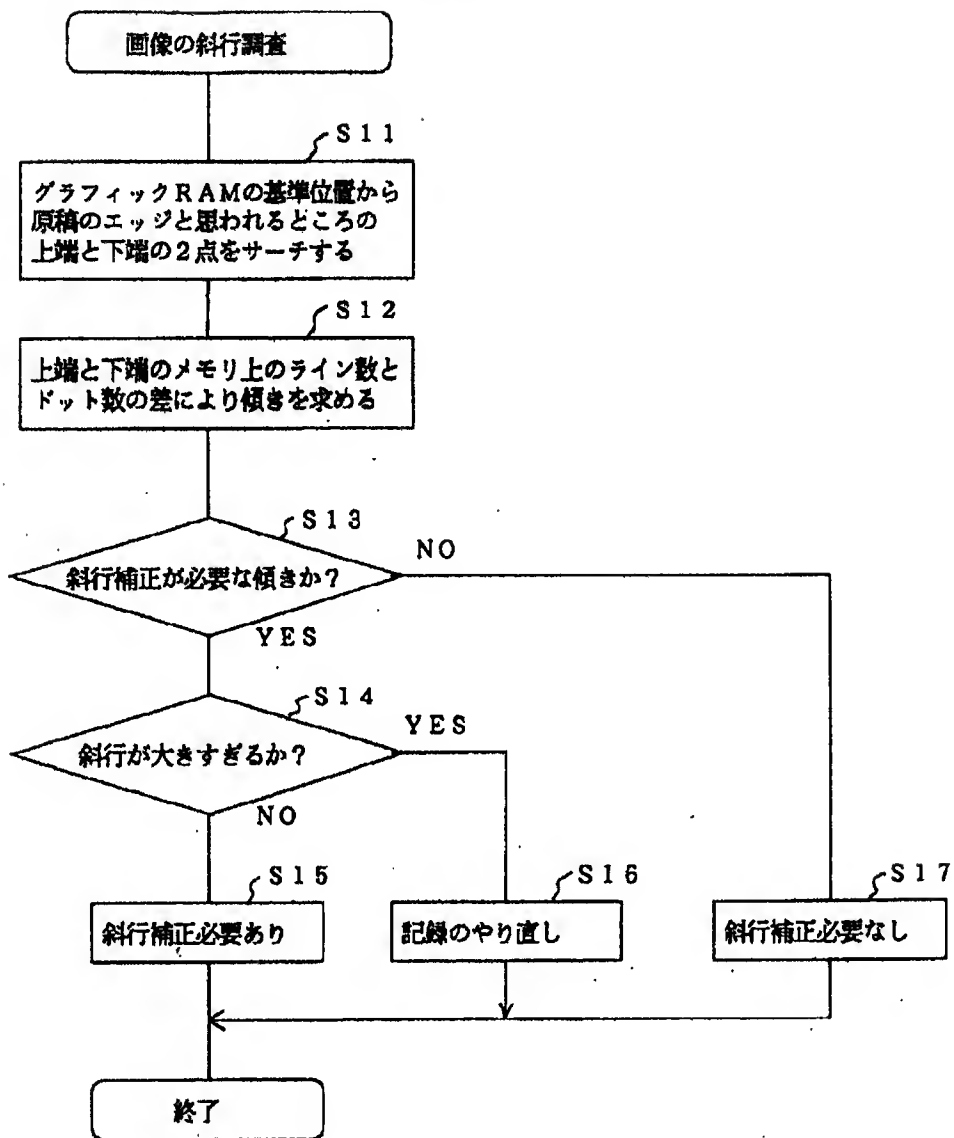 画像の斜行調査
S11
グラフィックRAMの基準位置から
原稿のエッジと思われるどころの
上端と下端の2点をサーチする
S12
上端と下端のメモリ上のライン数と
ドット数の差により傾きを求める
S13
斜行補正が必要な傾きか?
NO
YES
S14
斜行が大きすぎるか?
YES
NO
S15
斜行補正必要あり
S16
記録のやり直し
S17
斜行補正必要なし
終了